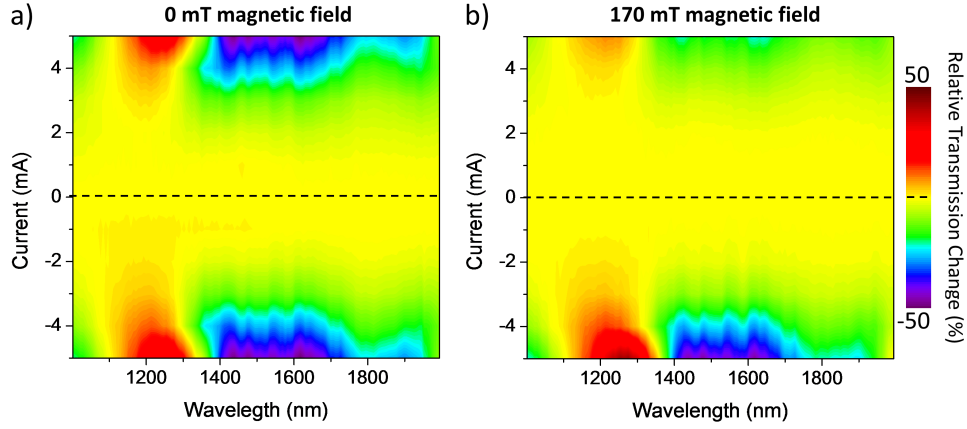 a) 0 mT magnetic field
b) 170 mT magnetic field
Current (mA)
4
2
0
-2
-4
1200 1400 1600 1800
Wavelegth (nm)
Current (mA)
4
2
0
-2
-4
1200 1400 1600 1800
Wavelength (nm)
50
-50
Relative Transmission Change (%)